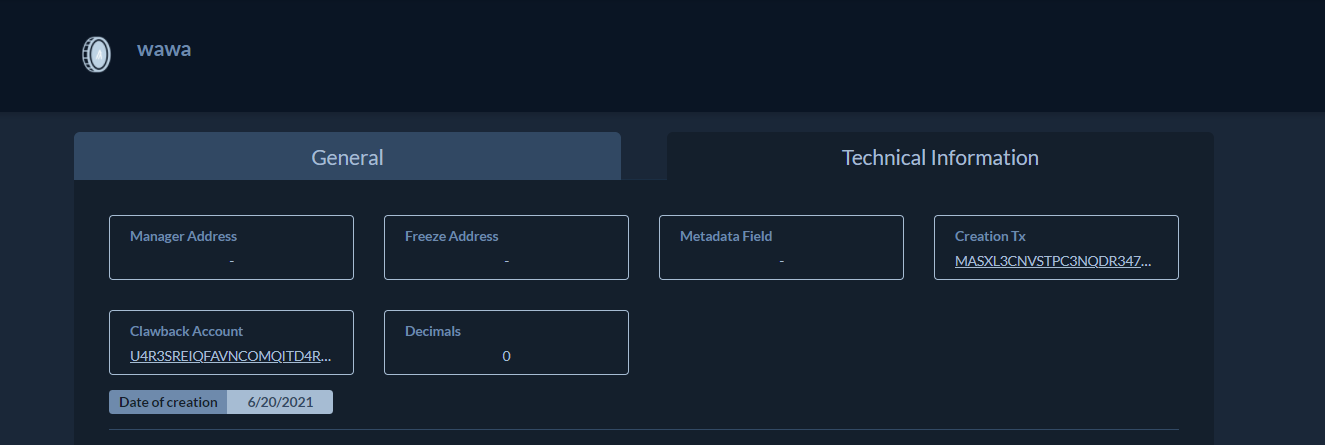 wawa
General
Technical Information
Manager Address
-
Freeze Address
-
Metadata Field
-
Creation Tx
MASXL3CNVSTPC3NQDR347...
Clawback Account
U4R3SREIQFAVNCOMQITD4R...
Decimals
0
Date of creation 6/20/2021